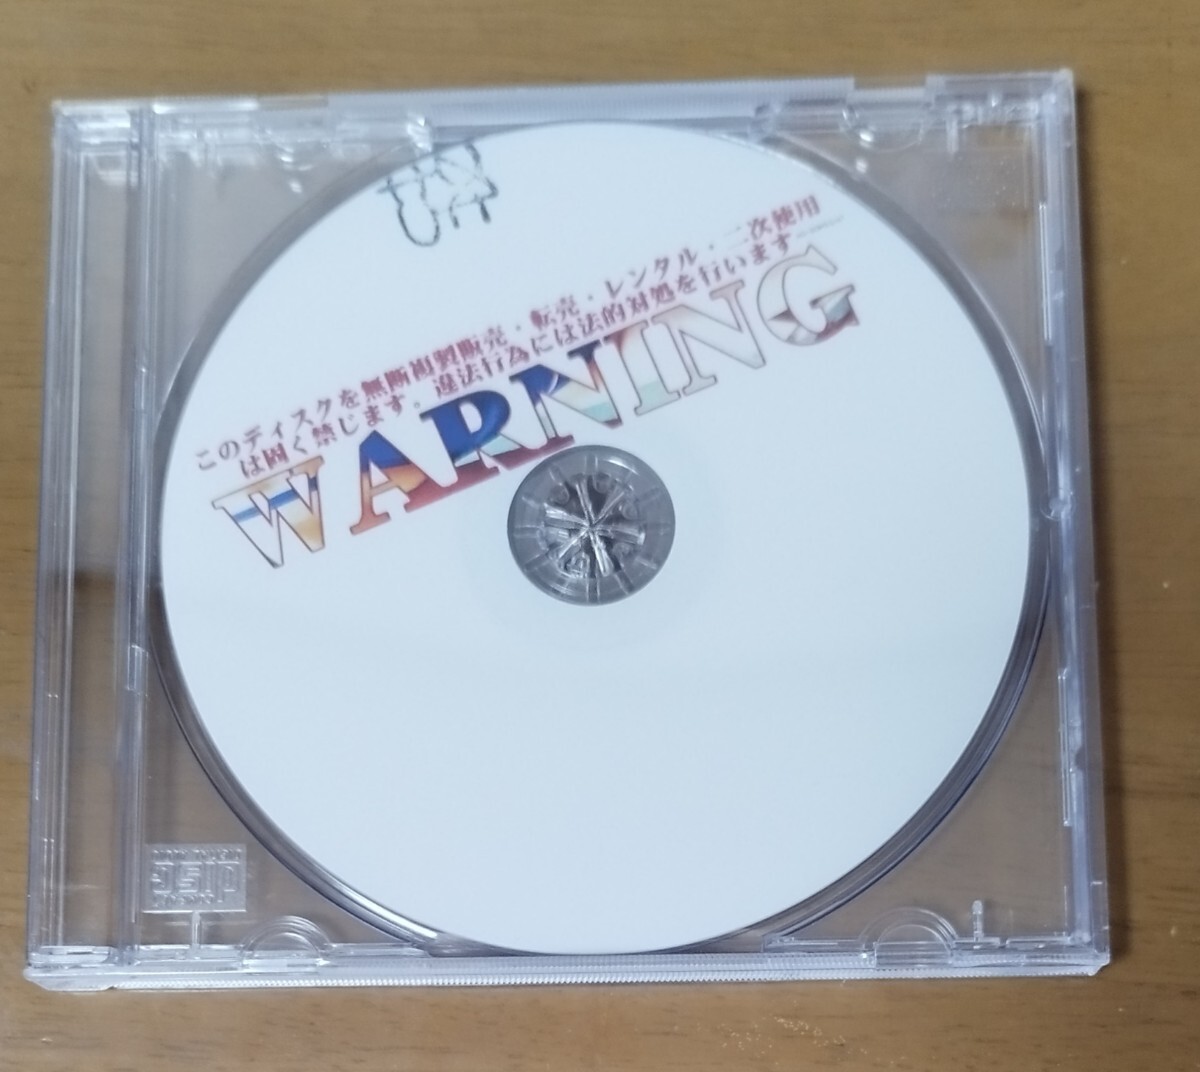 このディスクを無断複製販売・転売・レンタル・二次使用
は固く禁じます。違法行為には法的対処を行います
WARNING